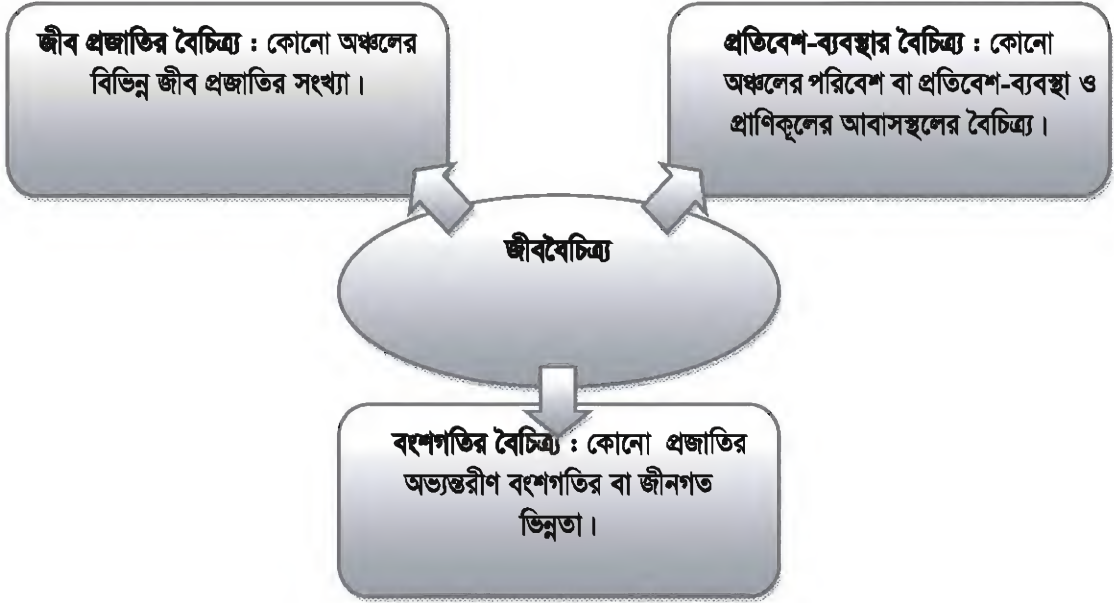 জীব প্রজাতির বৈচিত্র্য : কোনো অঞ্চলের
বিভিন্ন জীব প্রজাতির সংখ্যা।
প্রতিবেশ-ব্যবস্থার বৈচিত্র্য : কোনো
অঞ্চলের পরিবেশ বা প্রতিবেশ-ব্যবস্থা ও
প্রাণিকূলের আবাসস্থলের বৈচিত্র্য।
জীববৈচিত্র্য
বংশগতির বৈচিত্র্য : কোনো প্রজাতির
অভ্যন্তরীণ বংশগতির বা জীনগত
ভিন্নতা।